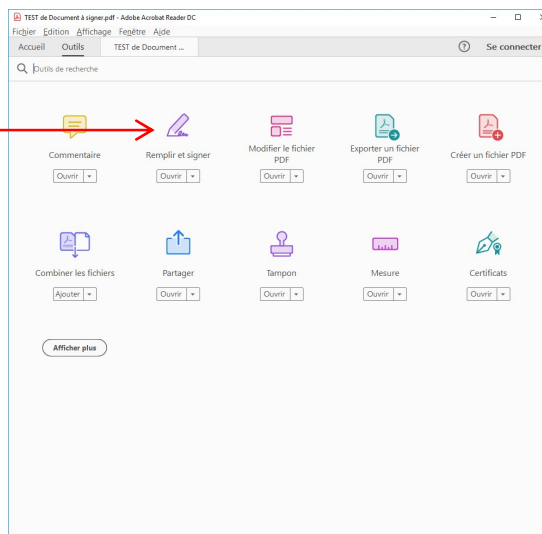 TEST de Document à signer.pdf - Adobe Acrobat Reader DC
Fichier Edition Affichage Fenêtre Aide
Accueil Outils TEST de Document ... ? Se connecter
Outils de recherche
Commentaire Remplir et signer Modifier le fichier PDF Exporter un fichier PDF Créer un fichier PDF
Ouvrir Ouvrir Ouvrir Ouvrir Ouvrir
Combiner les fichiers Partager Tampon Mesure Certificats
Ajouter Ouvrir Ouvrir Ouvrir Ouvrir
Afficher plus